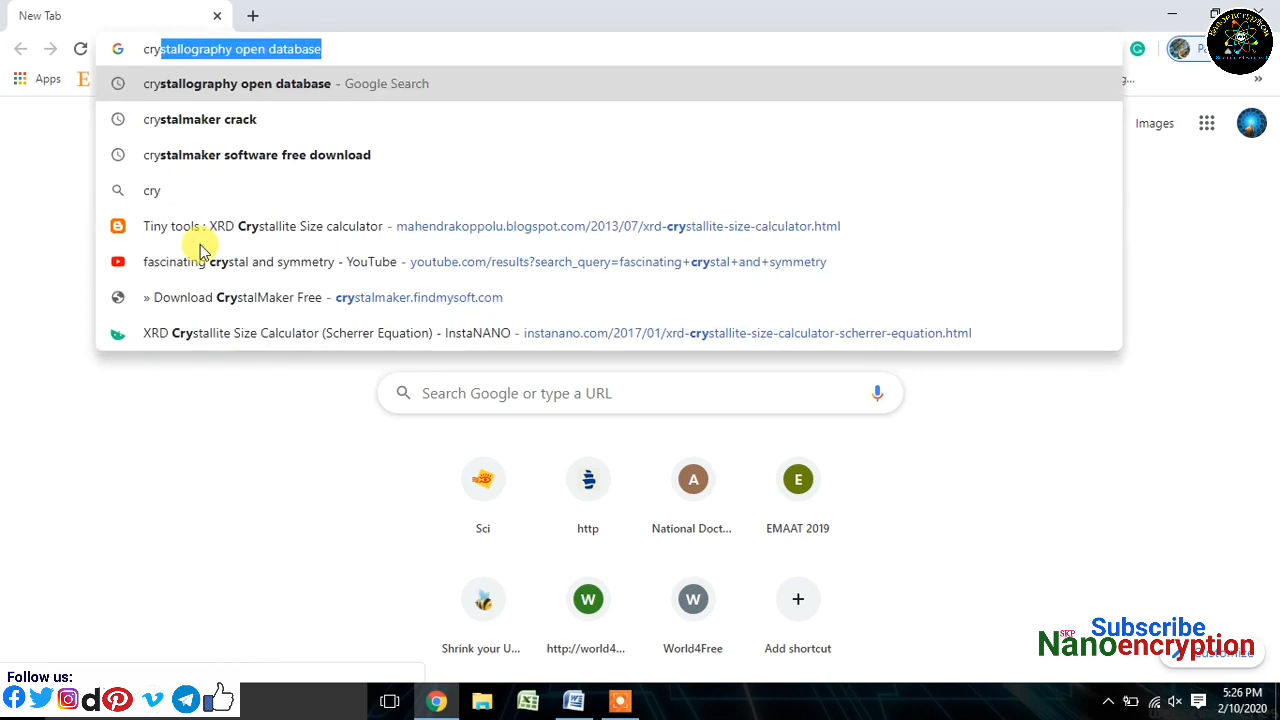 New Tab
crystallography open database
Apps
E
crystallography open database - Google Search
crystalmaker crack
crystalmaker software free download
cry
Tiny tools : XRD Crystallite Size calculator - mahendrakoppolu.blogspot.com/2013/07/xrd-crystallite-size-calculator.html
fascinating crystal and symmetry - YouTube - youtube.com/results?search_query=fascinating+crystal+and+symmetry
» Download CrystalMaker Free - crystalmaker.findmysoft.com
XRD Crystallite Size Calculator (Scherrer Equation) - InstaNANO - instanano.com/2017/01/xrd-crystallite-size-calculator-scherrer-equation.html
Images
Search Google or type a URL
A
E
Sci
http
National Doct...
EMAAT 2019
W
W
Shrink your U...
http://world4...
World4Free
Add shortcut
Subscribe
SKP
Nanoencryption
Customize
Follow us:
5:26 PM
2/10/2020